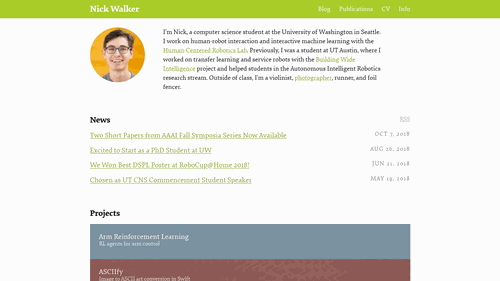 Nick Walker
Blog Publications CV Info
I'm Nick, a computer science student at the University of Washington in Seattle.
I work on human-robot interaction and interactive machine learning with the
Human-Centered Robotics Lab. Previously, I was a student at UT Austin, where I
worked on transfer learning and service robots with the Building Wide
Intelligence project and helped students in the Autonomous Intelligent Robotics
research stream. Outside of class, I'm a violinist, photographer, runner, and foil
fencer.
News
RSS
Two Short Papers from AAAI Fall Symposia Series Now Available
OCT 7, 2018
Excited to Start as a PhD Student at UW
AUG 26, 2018
We Won Best DSPL Poster at RoboCup@Home 2018!
JUN 21, 2018
Chosen as UT CNS Commencement Student Speaker
MAY 19, 2018
Projects
Arm Reinforcement Learning
RL agents for arm control
ASCIIfy
Image to ASCII art conversion in Swift